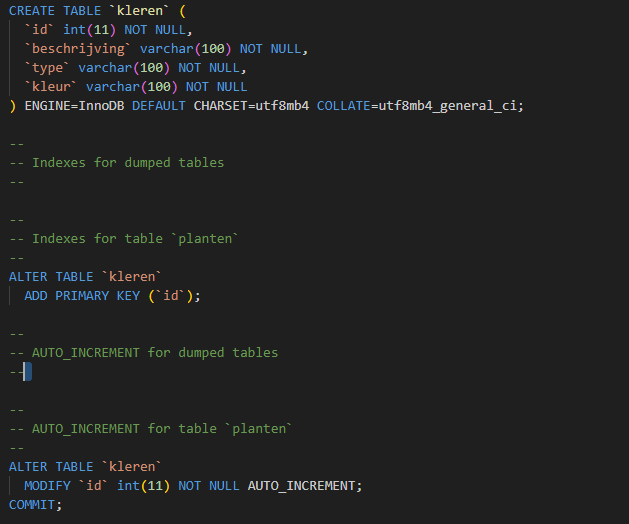 CREATE TABLE `kleren` (
  `id` int(11) NOT NULL,
  `beschrijving` varchar(100) NOT NULL,
  `type` varchar(100) NOT NULL,
  `kleur` varchar(100) NOT NULL
) ENGINE=InnoDB DEFAULT CHARSET=utf8mb4 COLLATE=utf8mb4_general_ci;
--
-- Indexes for dumped tables
--
--
-- Indexes for table `planten`
--
ALTER TABLE `kleren`
  ADD PRIMARY KEY (`id`);
--
-- AUTO_INCREMENT for dumped tables
--
--
-- AUTO_INCREMENT for table `planten`
--
ALTER TABLE `kleren`
  MODIFY `id` int(11) NOT NULL AUTO_INCREMENT;
COMMIT;